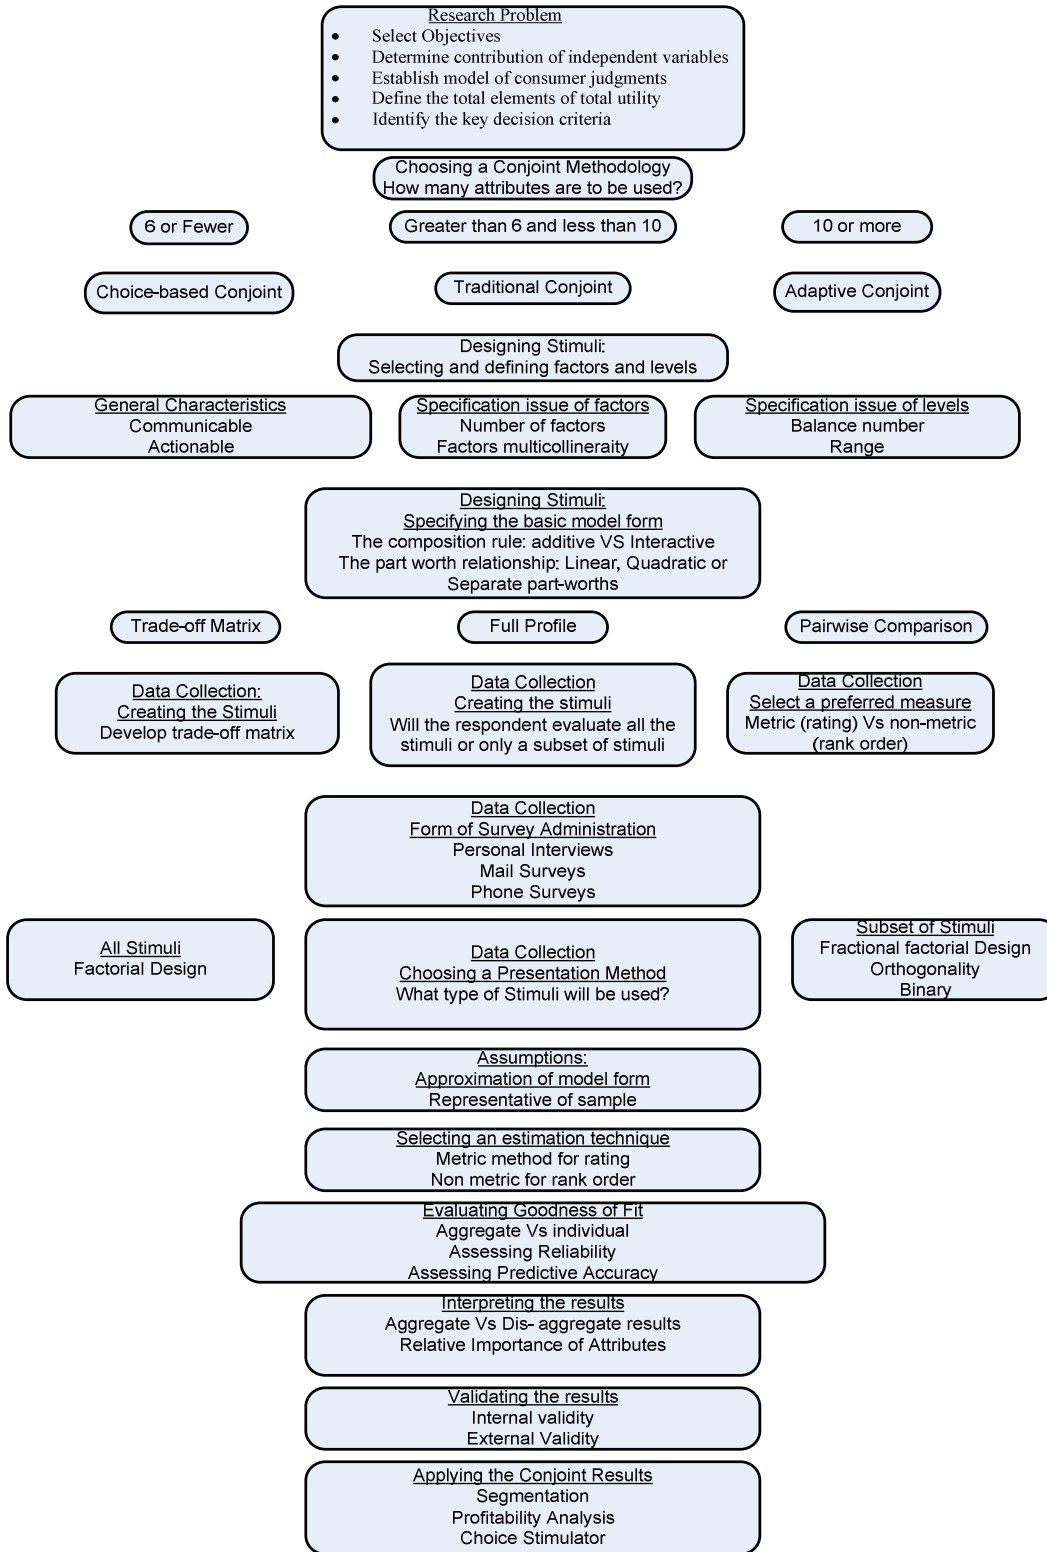 Research Problem
• Select Objectives
• Determine contribution of independent variables
• Establish model of consumer judgments
• Define the total elements of total utility
• Identify the key decision criteria
Choosing a Conjoint Methodology
How many attributes are to be used?
6 or Fewer
Greater than 6 and less than 10
10 or more
Choice-based Conjoint
Traditional Conjoint
Adaptive Conjoint
Designing Stimuli:
Selecting and defining factors and levels
General Characteristics
Communicable
Actionable
Specification issue of factors
Number of factors
Factors multicollineraity
Specification issue of levels
Balance number
Range
Designing Stimuli:
Specifying the basic model form
The composition rule: additive VS Interactive
The part worth relationship: Linear, Quadratic or
Separate part-worths
Trade-off Matrix
Full Profile
Pairwise Comparison
Data Collection:
Creating the Stimuli
Develop trade-off matrix
Data Collection
Creating the stimuli
Will the respondent evaluate all the
stimuli or only a subset of stimuli
Data Collection
Select a preferred measure
Metric (rating) Vs non-metric
(rank order)
Data Collection
Form of Survey Administration
Personal Interviews
Mail Surveys
Phone Surveys
All Stimuli
Factorial Design
Data Collection
Choosing a Presentation Method
What type of Stimuli will be used?
Subset of Stimuli
Fractional factorial Design
Orthogonality
Binary
Assumptions:
Approximation of model form
Representative of sample
Selecting an estimation technique
Metric method for rating
Non metric for rank order
Evaluating Goodness of Fit
Aggregate Vs individual
Assessing Reliability
Assessing Predictive Accuracy
Interpreting the results
Aggregate Vs Dis- aggregate results
Relative Importance of Attributes
Validating the results
Internal validity
External Validity
Applying the Conjoint Results
Segmentation
Profitability Analysis
Choice Stimulator